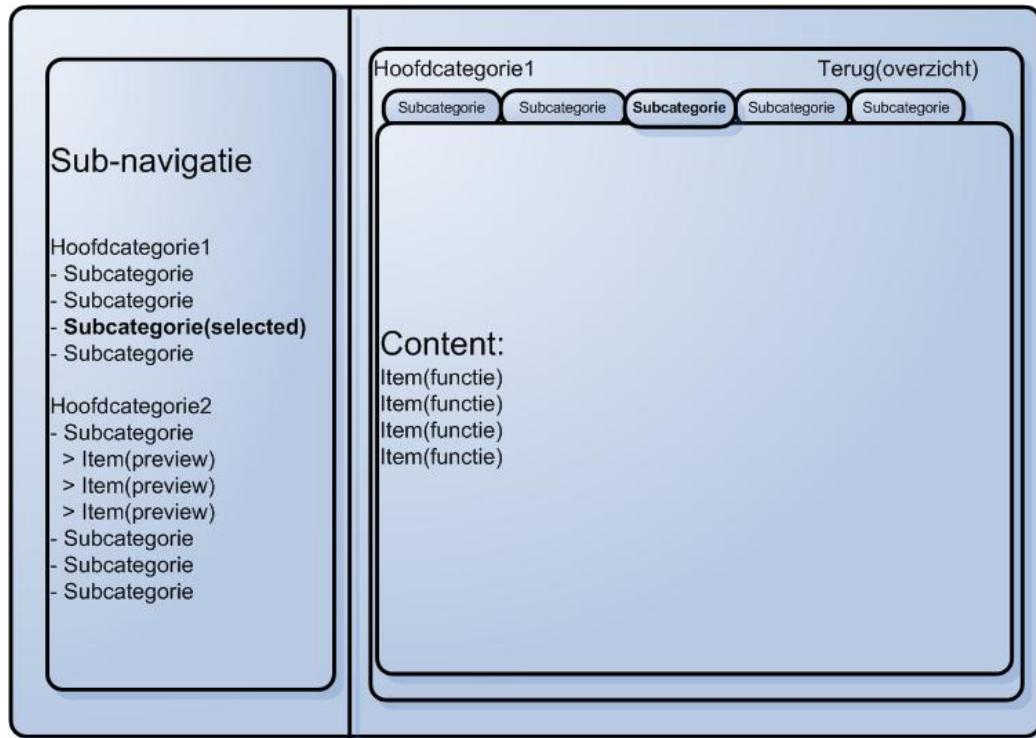 Sub-navigatie
Hoofdcategorie1
- Subcategorie
- Subcategorie
- Subcategorie(selected)
- Subcategorie
Hoofdcategorie2
- Subcategorie
> Item(preview)
> Item(preview)
> Item(preview)
- Subcategorie
- Subcategorie
- Subcategorie
Hoofdcategorie1 Terug(overzicht)
Subcategorie Subcategorie Subcategorie Subcategorie Subcategorie
Content:
Item(functie)
Item(functie)
Item(functie)
Item(functie)